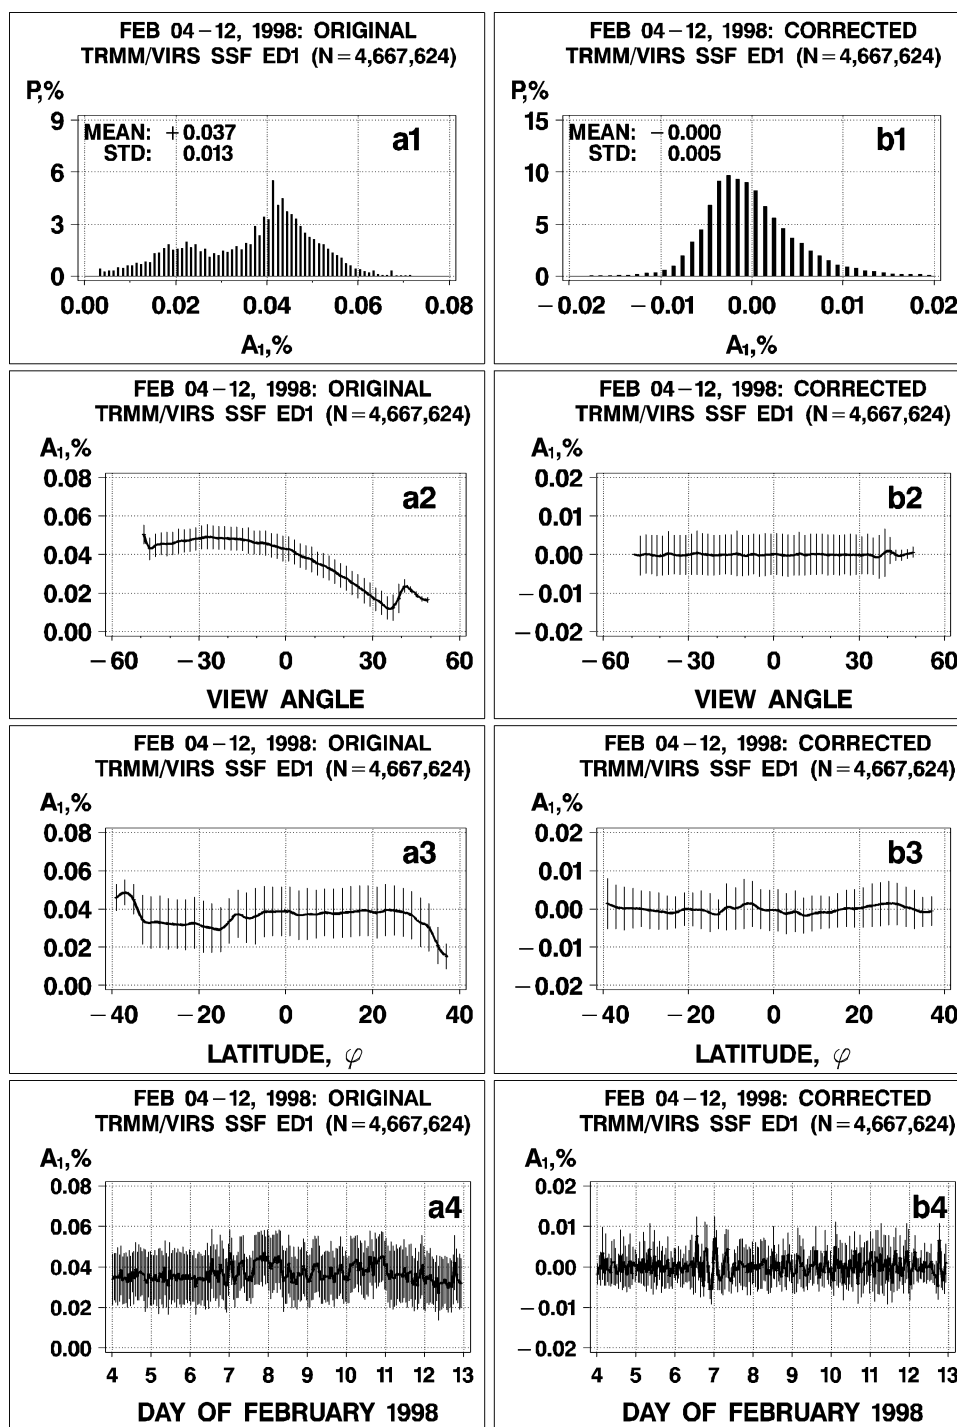 FEB 04–12, 1998: ORIGINAL
TRMM/VIRS SSF ED1 (N=4,667,624)
P,%
9
6
3
0
MEAN: +0.037
STD: 0.013
a1
0.00 0.02 0.04 0.06 0.08
A₁,%
FEB 04–12, 1998: CORRECTED
TRMM/VIRS SSF ED1 (N=4,667,624)
P,%
15
10
5
0
MEAN: −0.000
STD: 0.005
b1
−0.02 −0.01 0.00 0.01 0.02
A₁,%
FEB 04–12, 1998: ORIGINAL
TRMM/VIRS SSF ED1 (N=4,667,624)
A₁,%
0.08
0.06
0.04
0.02
0.00
a2
−60 −30 0 30 60
VIEW ANGLE
FEB 04–12, 1998: CORRECTED
TRMM/VIRS SSF ED1 (N=4,667,624)
A₁,%
0.02
0.01
0.00
−0.01
−0.02
b2
−60 −30 0 30 60
VIEW ANGLE
FEB 04–12, 1998: ORIGINAL
TRMM/VIRS SSF ED1 (N=4,667,624)
A₁,%
0.08
0.06
0.04
0.02
0.00
a3
−40 −20 0 20 40
LATITUDE, φ
FEB 04–12, 1998: CORRECTED
TRMM/VIRS SSF ED1 (N=4,667,624)
A₁,%
0.02
0.01
0.00
−0.01
−0.02
b3
−40 −20 0 20 40
LATITUDE, φ
FEB 04–12, 1998: ORIGINAL
TRMM/VIRS SSF ED1 (N=4,667,624)
A₁,%
0.08
0.06
0.04
0.02
0.00
a4
4 5 6 7 8 9 10 11 12 13
DAY OF FEBRUARY 1998
FEB 04–12, 1998: CORRECTED
TRMM/VIRS SSF ED1 (N=4,667,624)
A₁,%
0.02
0.01
0.00
−0.01
−0.02
b4
4 5 6 7 8 9 10 11 12 13
DAY OF FEBRUARY 1998